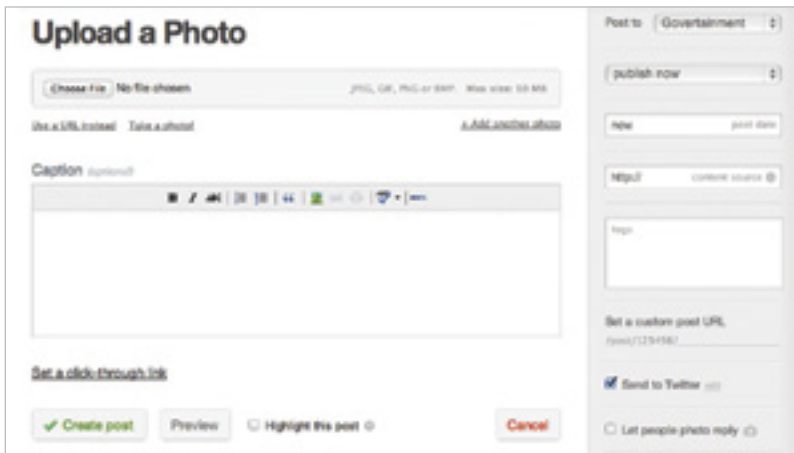 Upload a Photo
Choose File No file chosen
JPEG, GIF, PNG or BMP. Max size: 10 MB
Use a URL instead Take a photo!
+ Add another photo
Caption (optional)
B I
Set a click-through link
Create post
Preview
Highlight this post
Cancel
Post to Govertainment
publish now
now post date
http:// content source
tags
Set a custom post URL
Send to Twitter edit
Let people photo reply